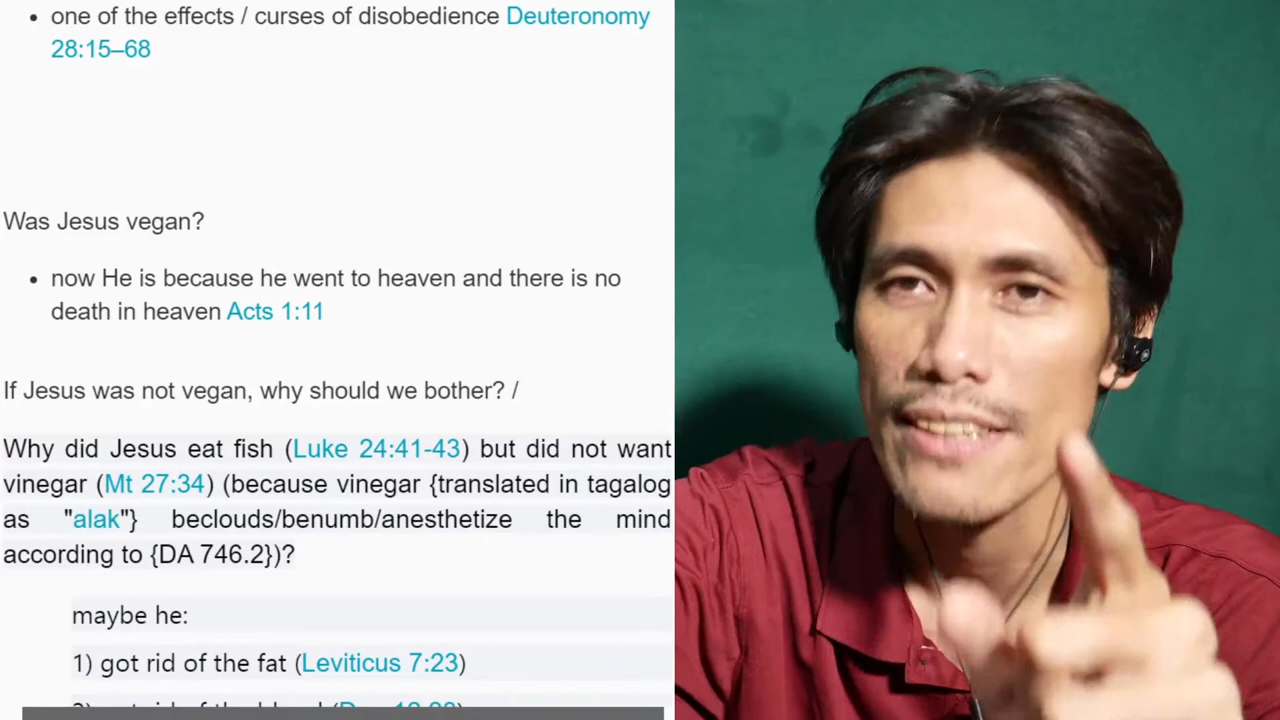 • one of the effects / curses of disobedience Deuteronomy
28:15–68
Was Jesus vegan?
• now He is because he went to heaven and there is no
death in heaven Acts 1:11
If Jesus was not vegan, why should we bother? /
Why did Jesus eat fish (Luke 24:41-43) but did not want
vinegar (Mt 27:34) (because vinegar {translated in tagalog
as "alak"} beclouds/benumb/anesthetize the mind
according to {DA 746.2})?
maybe he:
1) got rid of the fat (Leviticus 7:23)